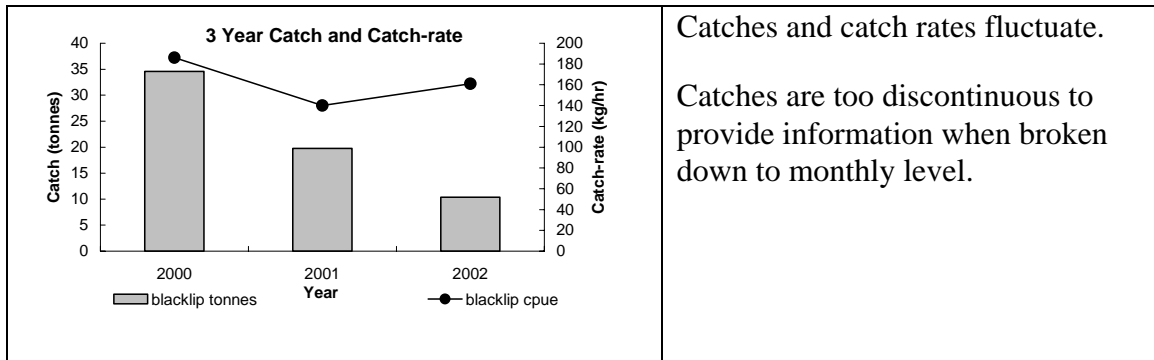 3 Year Catch and Catch-rate
40
35
30
25
20
15
10
5
0
Catch (tonnes)
200
180
160
140
120
100
80
60
40
20
0
Catch-rate (kg/hr)
2000 2001 2002
Year
blacklip tonnes
blacklip cpue
Catches and catch rates fluctuate.
Catches are too discontinuous to
provide information when broken
down to monthly level.